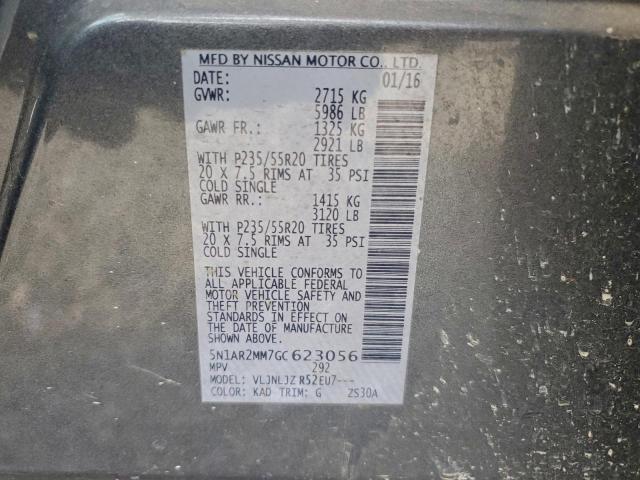 MFD BY NISSAN MOTOR CO., LTD.
DATE: 01/16
GVWR: 2715 KG
5986 LB
GAWR FR.: 1325 KG
2921 LB
WITH P235/55R20 TIRES
20 X 7.5 RIMS AT 35 PSI
COLD SINGLE
GAWR RR.: 1415 KG
3120 LB
WITH P235/55R20 TIRES
20 X 7.5 RIMS AT 35 PSI
COLD SINGLE
THIS VEHICLE CONFORMS TO
ALL APPLICABLE FEDERAL
MOTOR VEHICLE SAFETY AND
THEFT PREVENTION
STANDARDS IN EFFECT ON
THE DATE OF MANUFACTURE
SHOWN ABOVE.
5N1AR2MM7GC623056
MPV 292
MODEL: VLJNLJZ R52EU7---
COLOR: KAD TRIM: G ZS30A